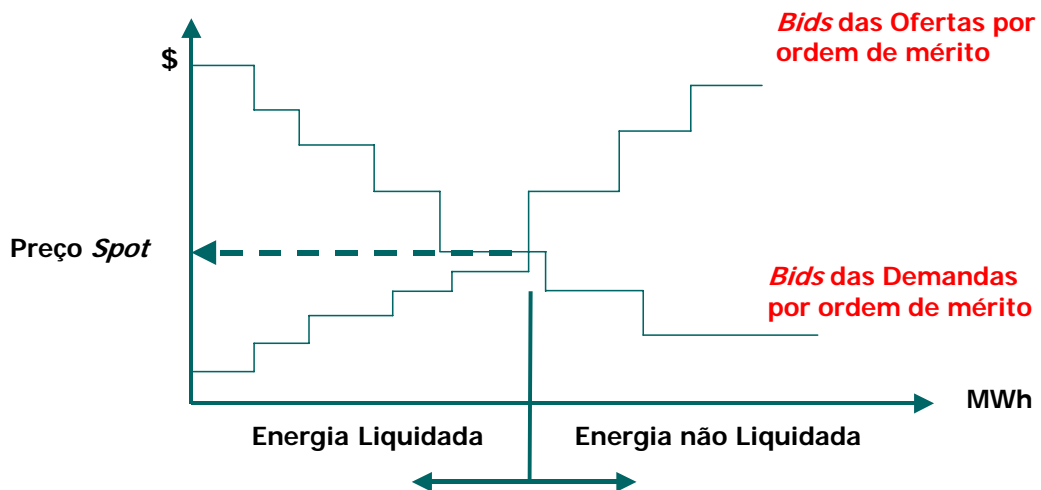 Bids das Ofertas por
ordem de mérito
$
Preço Spot
Bids das Demandas
por ordem de mérito
MWh
Energia Liquidada
Energia não Liquidada